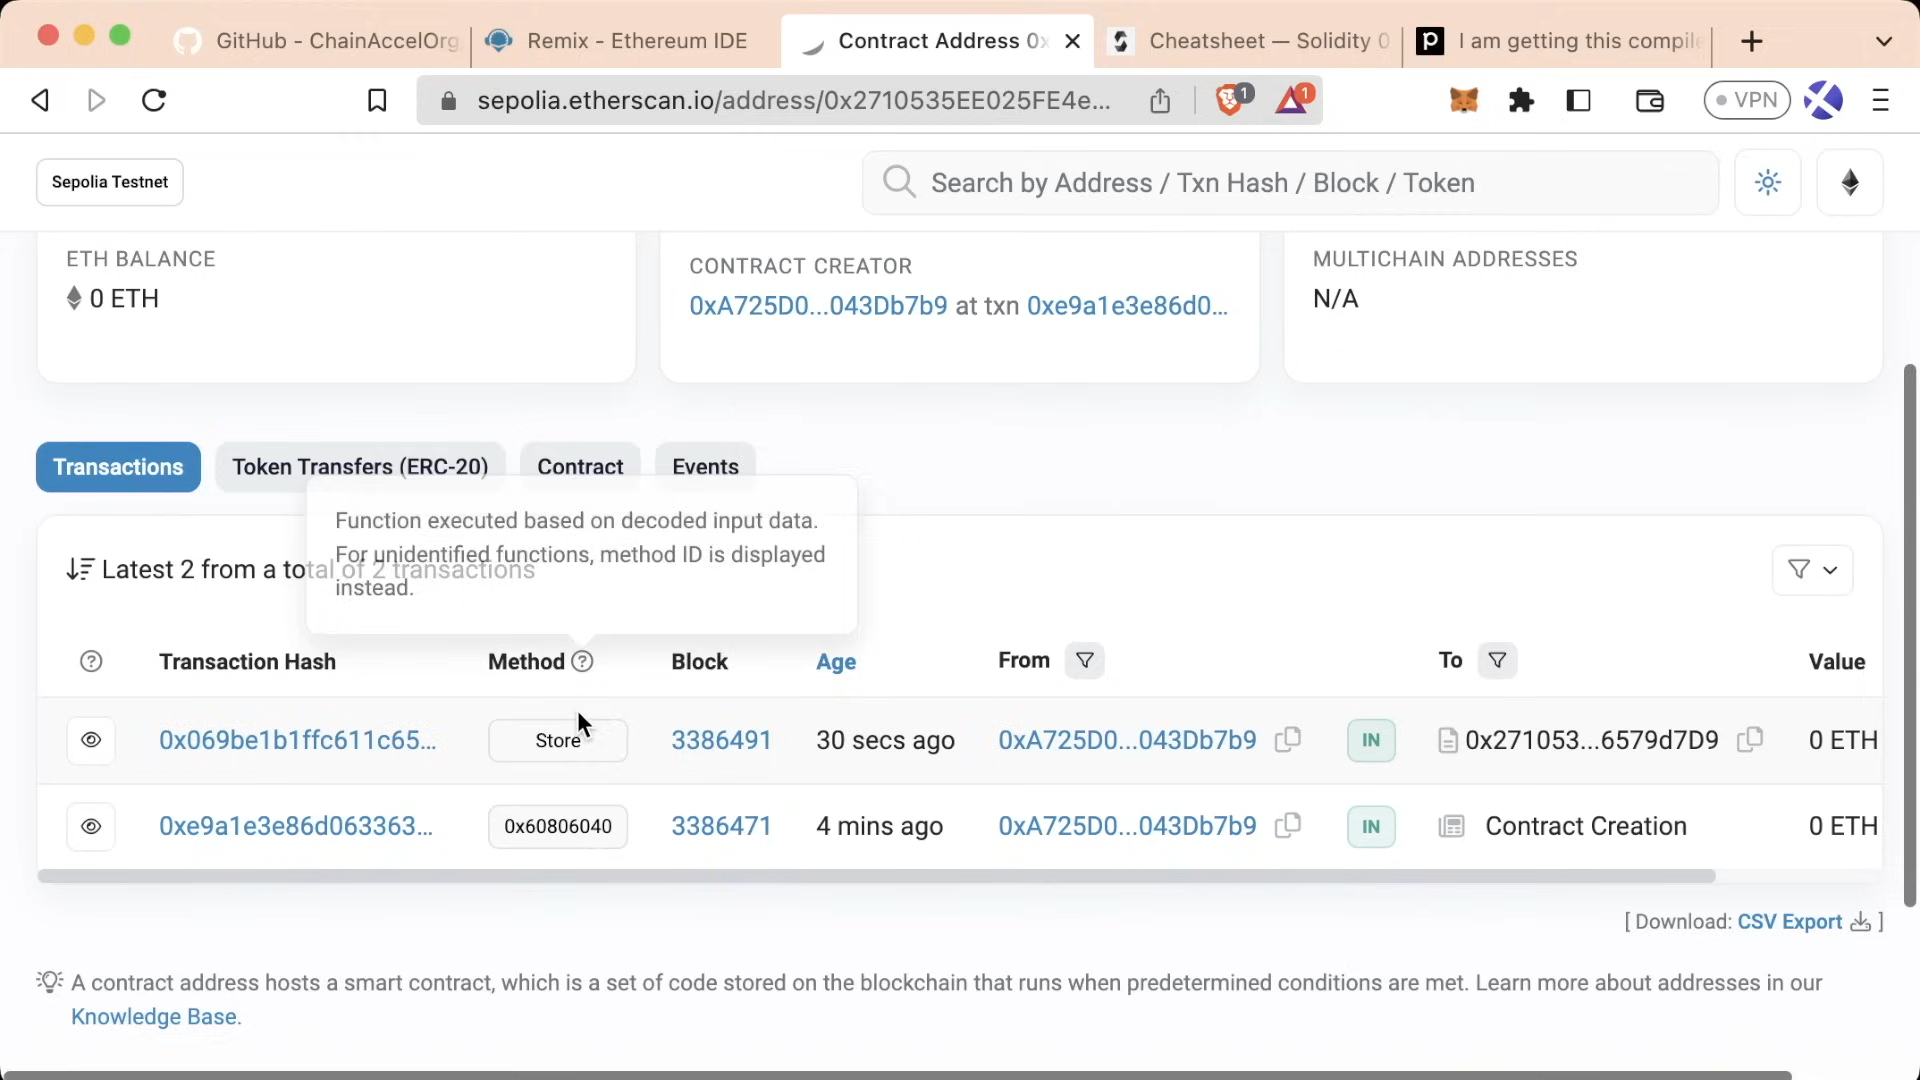 GitHub - ChainAccelOrg
Remix - Ethereum IDE
Contract Address 0x
Cheatsheet — Solidity 0
I am getting this compile
sepolia.etherscan.io/address/0x2710535EE025FE4e...
1
1
VPN
Sepolia Testnet
Search by Address / Txn Hash / Block / Token
ETH BALANCE
0 ETH
CONTRACT CREATOR
0xA725D0...043Db7b9 at txn 0xe9a1e3e86d0...
MULTICHAIN ADDRESSES
N/A
Transactions
Token Transfers (ERC-20)
Contract
Events
Function executed based on decoded input data.
For unidentified functions, method ID is displayed
instead.
Latest 2 from a total of 2 transactions
Transaction Hash
Method
Block
Age
From
To
Value
0x069be1b1ffc611c65...
Store
3386491
30 secs ago
0xA725D0...043Db7b9
IN
0x271053...6579d7D9
0 ETH
0xe9a1e3e86d063363...
0x60806040
3386471
4 mins ago
0xA725D0...043Db7b9
IN
Contract Creation
0 ETH
[ Download: CSV Export ]
A contract address hosts a smart contract, which is a set of code stored on the blockchain that runs when predetermined conditions are met. Learn more about addresses in our
Knowledge Base.